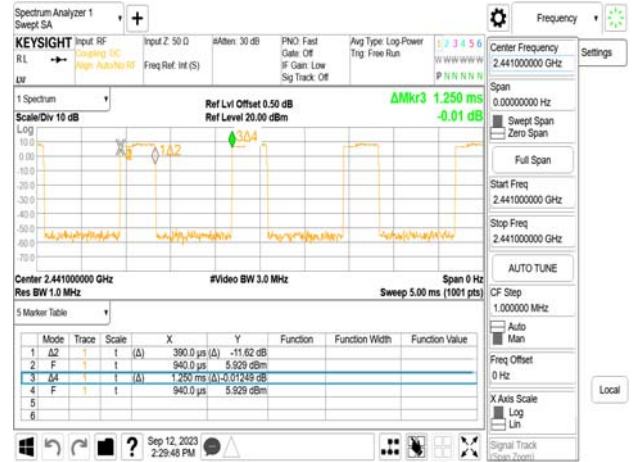 Spectrum Analyzer 1
Swept SA
+
Frequency
KEYSIGHT Input: RF Input Z: 50 Ω #Atten: 30 dB PNO: Fast Avg Type: Log-Power 1 2 3 4 5 6
RL Coupling: DC Gate: Off Trig: Free Run W W W W W W
Align: Auto/No RF Freq Ref: Int (S) IF Gain: Low P N N N N N
Sig Track: Off
LXI
Center Frequency
2.441000000 GHz
Settings
1 Spectrum
Ref Lvl Offset 0.50 dB ΔMkr3 1.250 ms
Scale/Div 10 dB Ref Level 20.00 dBm -0.01 dB
Span
0.00000000 Hz
Swept Span
Zero Span
Full Span
Start Freq
2.441000000 GHz
Stop Freq
2.441000000 GHz
AUTO TUNE
CF Step
1.000000 MHz
Auto
Man
Freq Offset
0 Hz
X Axis Scale
Log
Lin
Local
Signal Track
(Span Zoom)
Log
10.0
0.00
-10.0
-20.0
-30.0
-40.0
-50.0
-60.0
-70.0
X 1Δ2 3Δ4
Center 2.441000000 GHz #Video BW 3.0 MHz Span 0 Hz
Res BW 1.0 MHz Sweep 5.00 ms (1001 pts)
5 Marker Table
Mode Trace Scale X Y Function Function Width Function Value
1 Δ2 1 t (Δ) 390.0 µs (Δ) -11.62 dB
2 F 1 t 940.0 µs 5.929 dBm
3 Δ4 1 t (Δ) 1.250 ms (Δ) -0.01249 dB
4 F 1 t 940.0 µs 5.929 dBm
5
6
?
Sep 12, 2023
2:29:48 PM